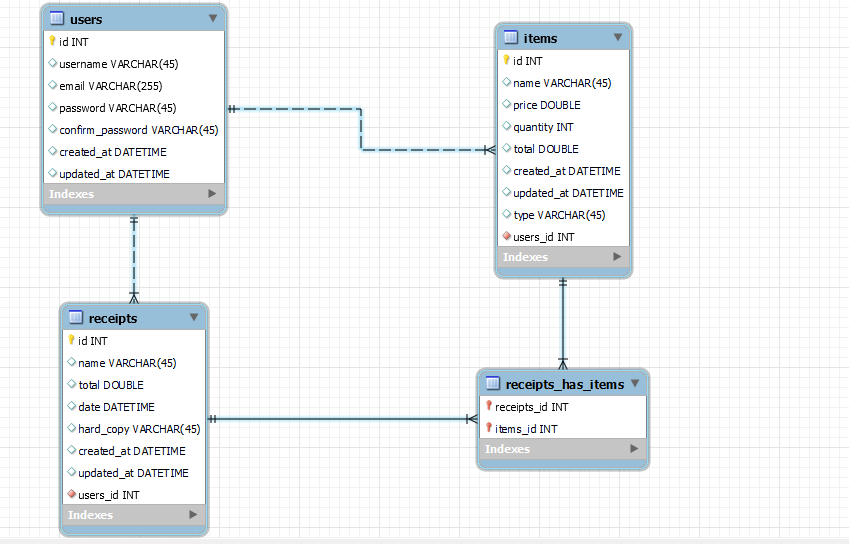 users
id INT
username VARCHAR(45)
email VARCHAR(255)
password VARCHAR(45)
confirm_password VARCHAR(45)
created_at DATETIME
updated_at DATETIME
Indexes
items
id INT
name VARCHAR(45)
price DOUBLE
quantity INT
total DOUBLE
created_at DATETIME
updated_at DATETIME
type VARCHAR(45)
users_id INT
Indexes
receipts
id INT
name VARCHAR(45)
total DOUBLE
date DATETIME
hard_copy VARCHAR(45)
created_at DATETIME
updated_at DATETIME
users_id INT
Indexes
receipts_has_items
receipts_id INT
items_id INT
Indexes